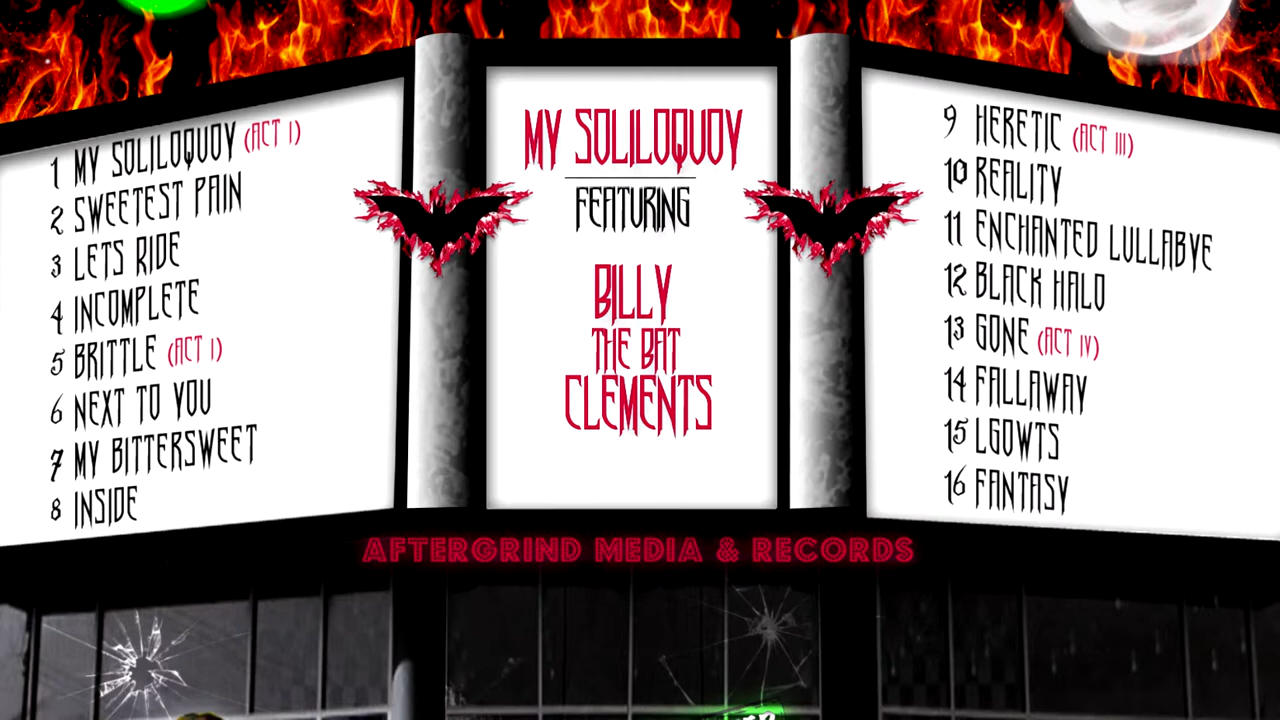 1 MY SOLILOQUOY (ACT I)
2 SWEETEST PAIN
3 LETS RIDE
4 INCOMPLETE
5 BRITTLE (ACT I)
6 NEXT TO YOU
7 MY BITTERSWEET
8 INSIDE
MY SOLILOQUOY
FEATURING
BILLY
THE BAT
CLEMENTS
9 HERETIC (ACT III)
10 REALITY
11 ENCHANTED LULLABYE
12 BLACK HALO
13 GONE (ACT IV)
14 FALLAWAY
15 LGOWTS
16 FANTASY
AFTERGRIND MEDIA & RECORDS